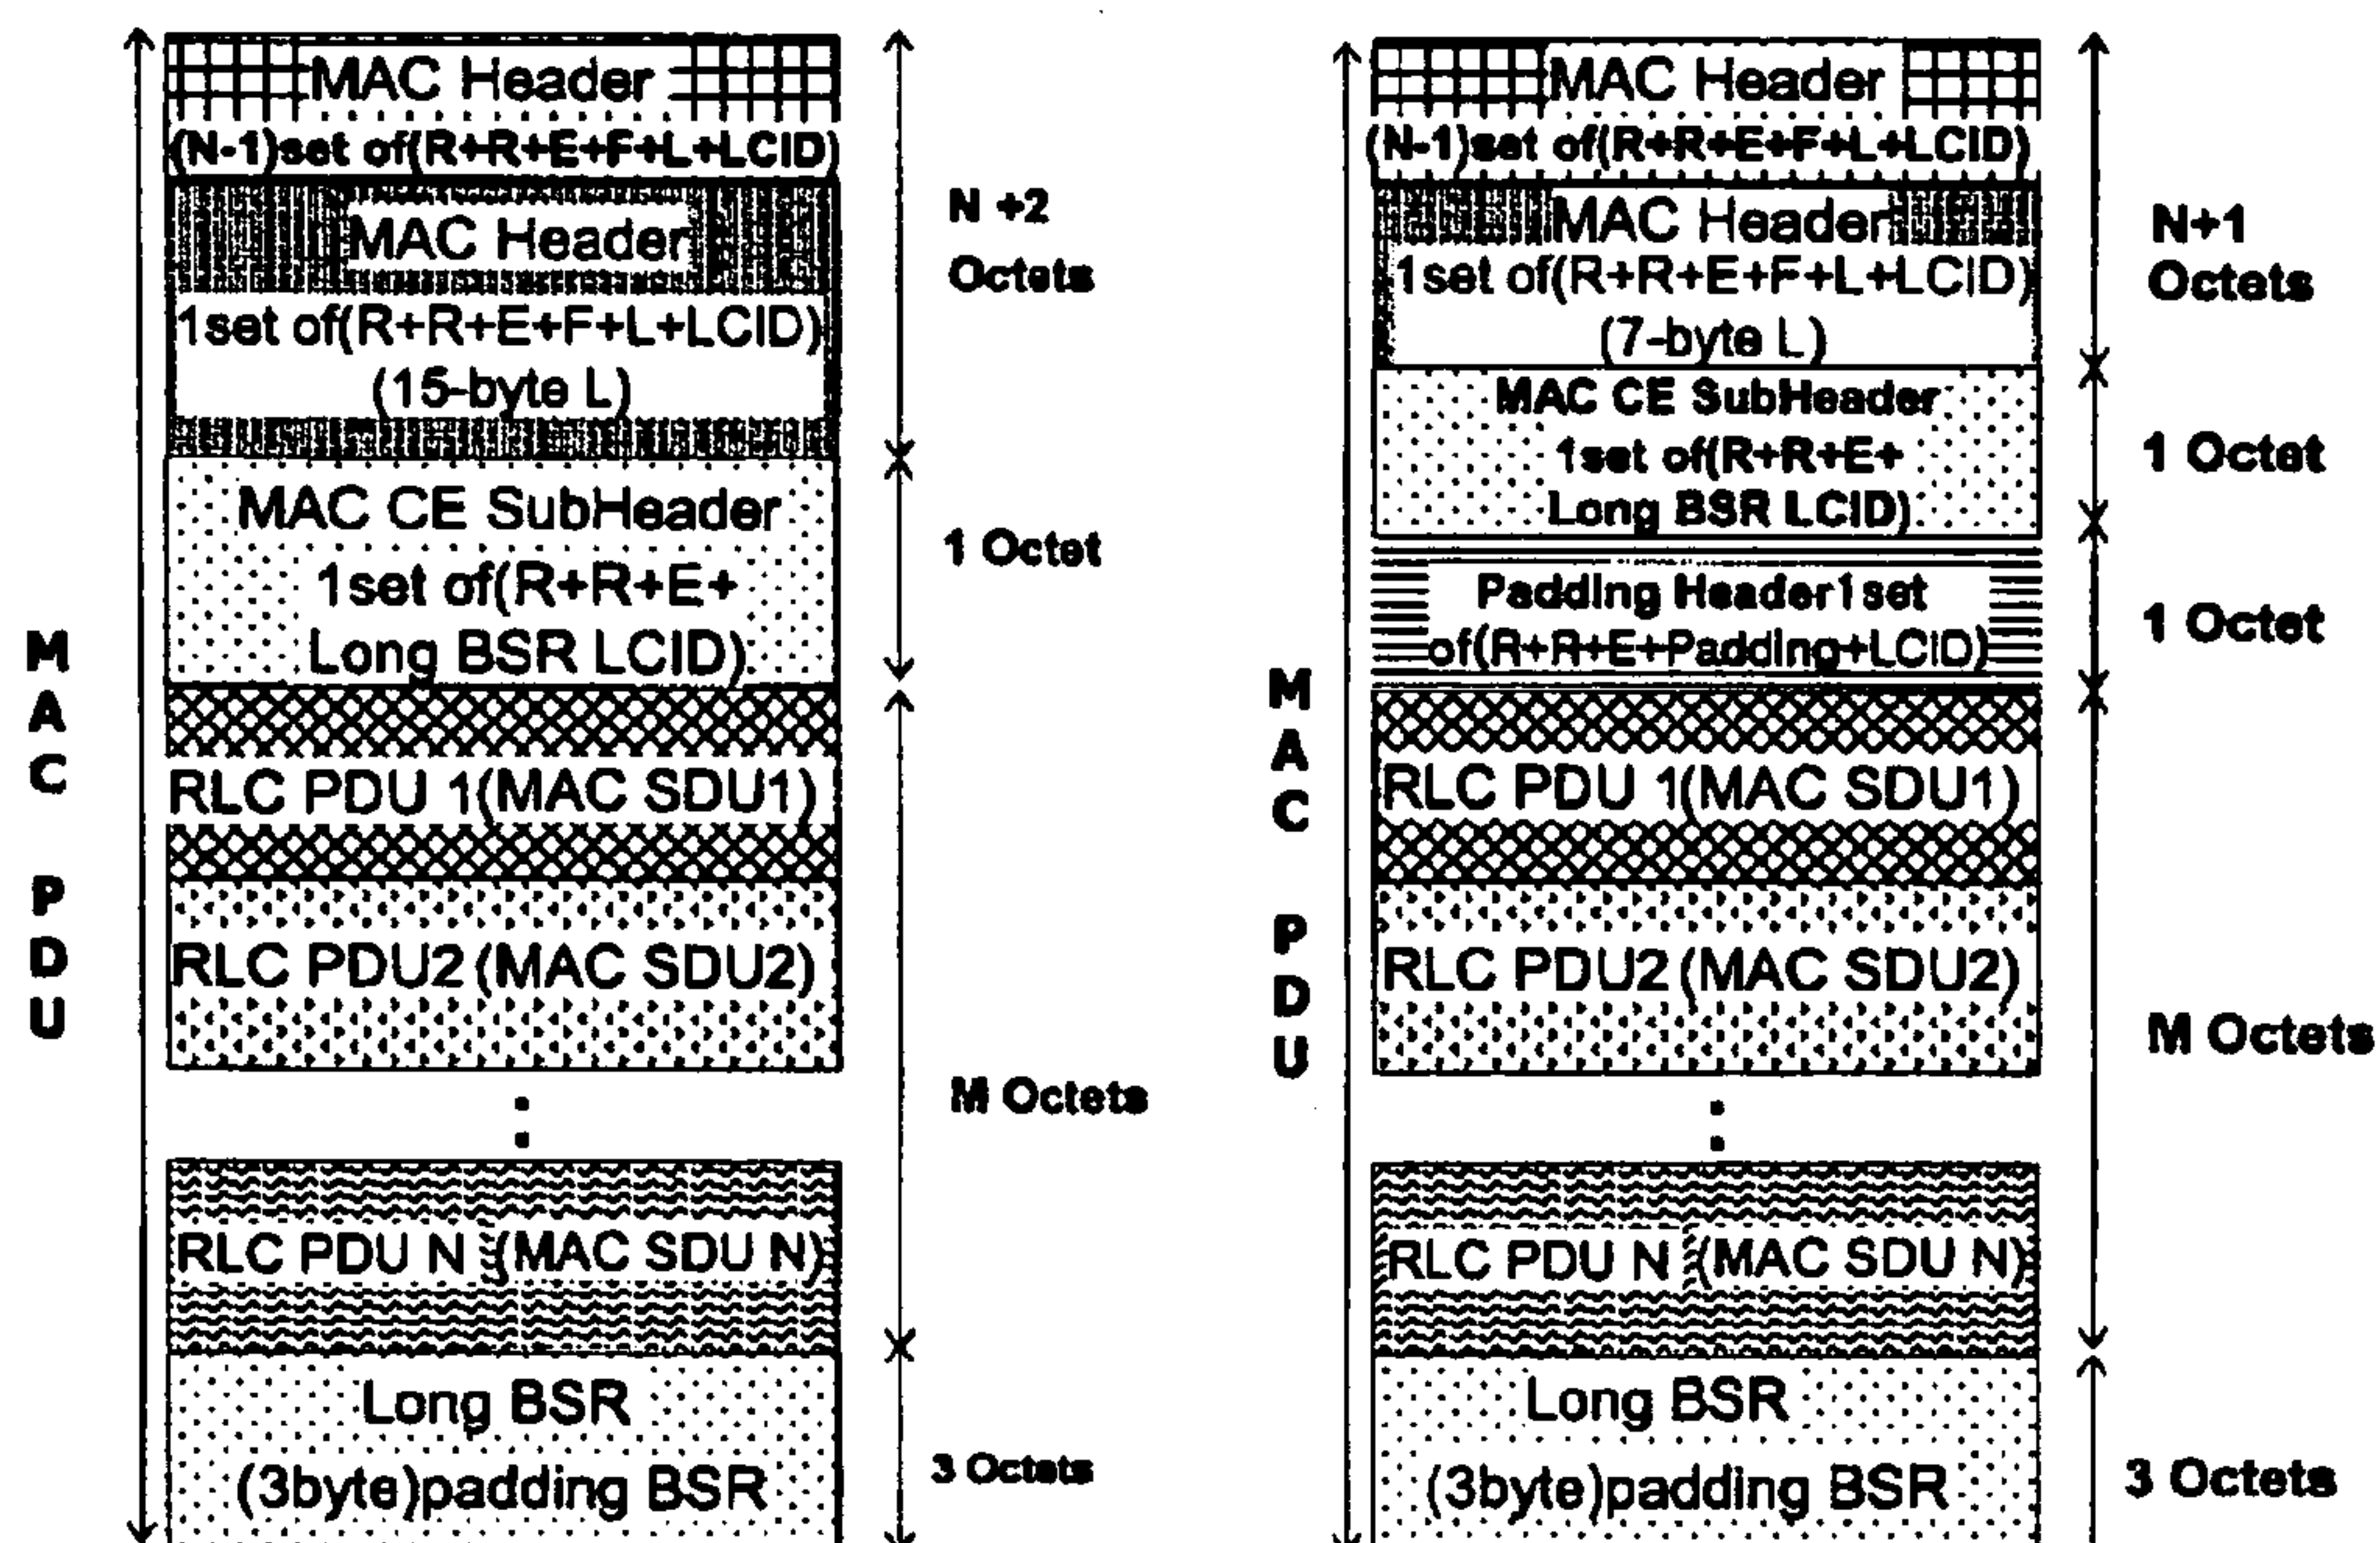 MAC PDU
MAC Header
(N-1)set of(R+R+E+F+L+LCID)
MAC Header
1set of(R+R+E+F+L+LCID)
(15-byte L)
MAC CE SubHeader
1set of(R+R+E+
Long BSR LCID)
RLC PDU 1(MAC SDU1)
RLC PDU2 (MAC SDU2)
:
RLC PDU N (MAC SDU N)
Long BSR
(3byte)padding BSR
N +2
Octets
1 Octet
M Octets
3 Octets
MAC PDU
MAC Header
(N-1)set of(R+R+E+F+L+LCID)
MAC Header
1set of(R+R+E+F+L+LCID)
(7-byte L)
MAC CE SubHeader
1set of(R+R+E+
Long BSR LCID)
Padding Header1set
of(R+R+E+Padding+LCID)
RLC PDU 1(MAC SDU1)
RLC PDU2 (MAC SDU2)
:
RLC PDU N (MAC SDU N)
Long BSR
(3byte)padding BSR
N+1
Octets
1 Octet
1 Octet
M Octets
3 Octets